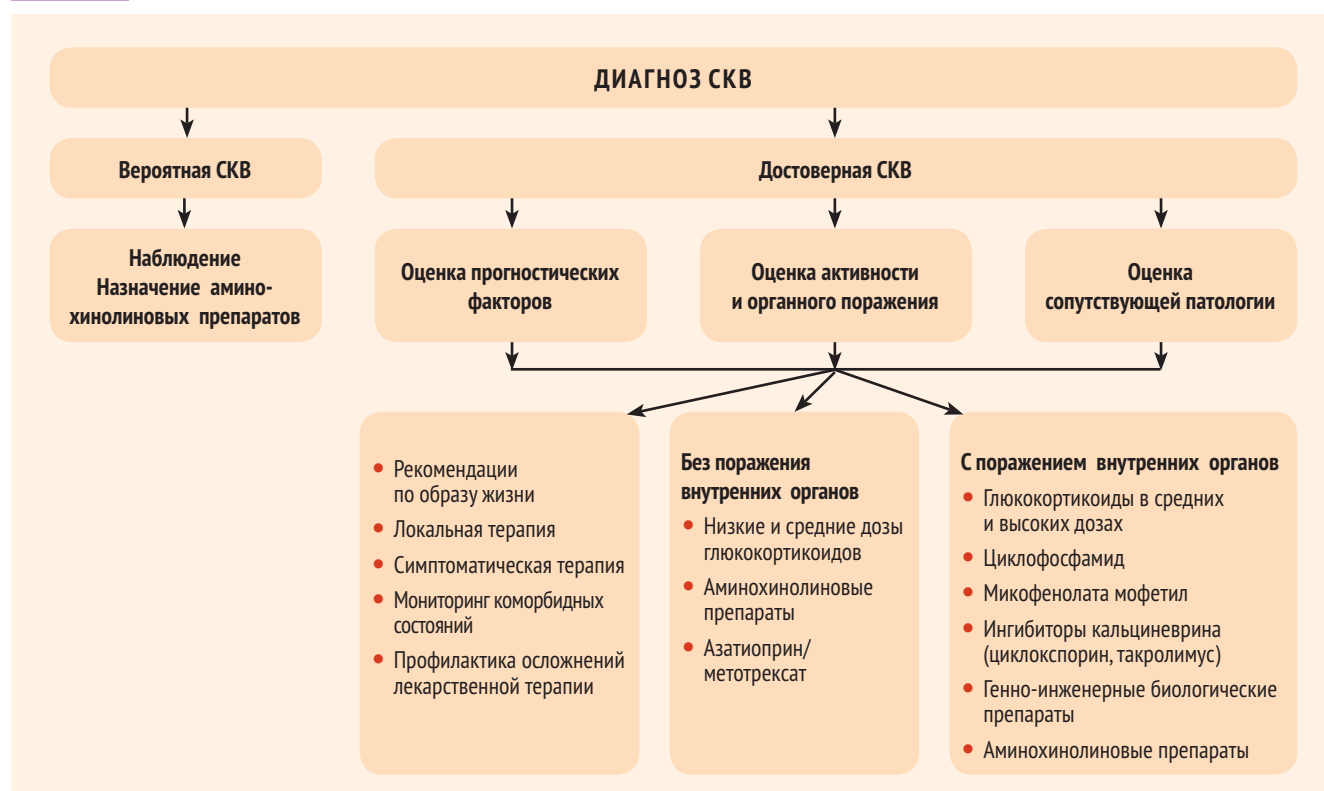 ДИАГНОЗ СКВ
Вероятная СКВ
Достоверная СКВ
Наблюдение
Назначение амино-
хинолиновых препаратов
Оценка прогностических
факторов
Оценка активности
и органного поражения
Оценка
сопутствующей патологии
• Рекомендации
по образу жизни
• Локальная терапия
• Симптоматическая терапия
• Мониторинг коморбидных
состояний
• Профилактика осложнений
лекарственной терапии
Без поражения
внутренних органов
• Низкие и средние дозы
глюкокортикоидов
• Аминохинолиновые
препараты
• Азатиоприн/
метотрексат
С поражением внутренних органов
• Глюкокортикоиды в средних
и высоких дозах
• Циклофосфамид
• Микофенолата мофетил
• Ингибиторы кальциневрина
(циклокспорин, такролимус)
• Генно-инженерные биологические
препараты
• Аминохинолиновые препараты